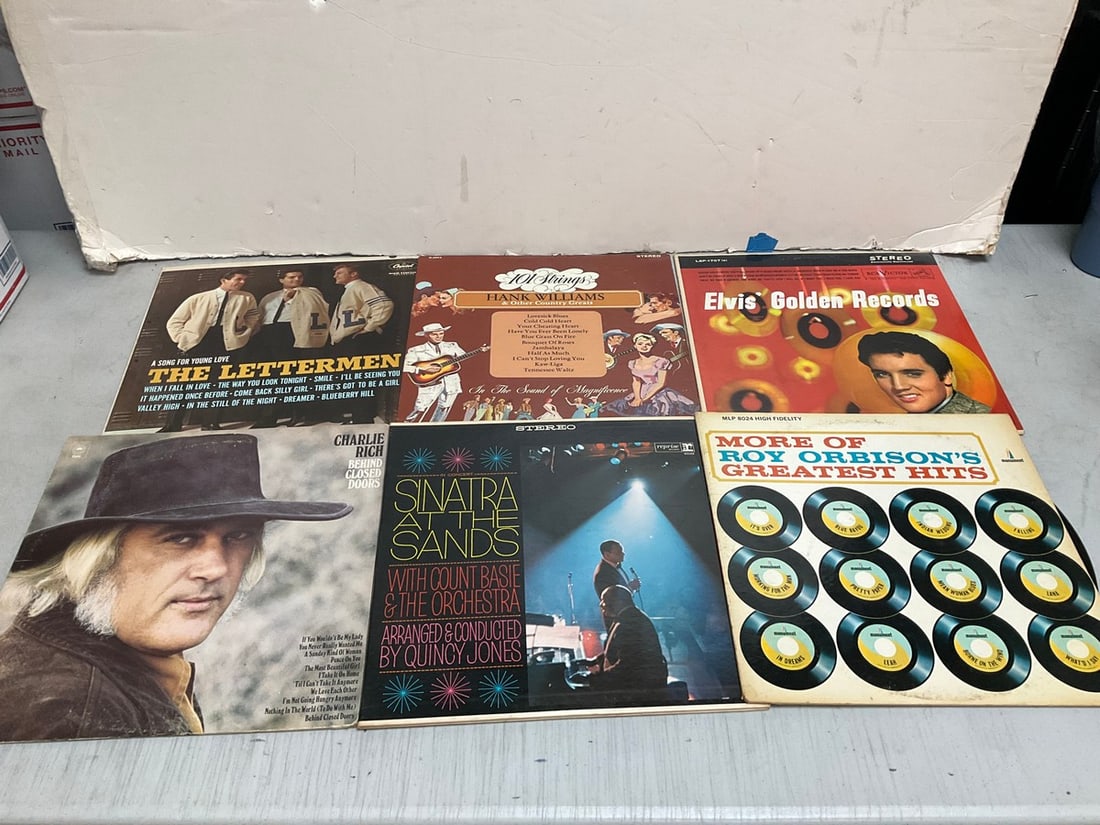 PRIORITY
MAIL
Capitol
A SONG FOR YOUNG LOVE
THE LETTERMEN
WHEN I FALL IN LOVE - THE WAY YOU LOOK TONIGHT - SMILE - I'LL BE SEEING YOU
IT HAPPENED ONCE BEFORE - COME BACK SILLY GIRL - THERE'S GOT TO BE A GIRL
VALLEY HIGH - IN THE STILL OF THE NIGHT - DREAMER - BLUEBERRY HILL
L
L
STEREO
101 Strings
HANK WILLIAMS
& Other Country Greats
Lovesick Blues
Cold Cold Heart
Your Cheating Heart
Have You Ever Been Lonely
Blue Grass On Fire
Bouquet Of Roses
Jambalaya
Half As Much
I Can't Stop Loving You
Kaw-Liga
Tennessee Waltz
In The Sound of Magnificence
LSP-1707 (e)
STEREO
RCA VICTOR
Elvis' Golden Records
CHARLIE
RICH
BEHIND
CLOSED
DOORS
If You Wouldn't Be My Lady
You Never Really Wanted Me
A Sunday Kind Of Woman
Peace On You
The Most Beautiful Girl
I Take It On Home
'Til I Can't Take It Anymore
We Love Each Other
I'm Not Going Hungry Anymore
Nothing In The World (To Do With Me)
Behind Closed Doors
STEREO
reprise
IN CONCERT
SINATRA
AT THE
SANDS
WITH COUNT BASIE
& THE ORCHESTRA
ARRANGED & CONDUCTED
BY QUINCY JONES
MLP 8024 HIGH FIDELITY
MORE OF
ROY ORBISON'S
GREATEST HITS
monument
IT'S OVER
BLUE BAYOU
INDIAN WEDDING
FALLING
WORKING FOR THE MAN
PRETTY PAPER
MEAN WOMAN BLUES
LANA
IN DREAMS
LEAH
BORNE ON THE WIND
WHAT'D I SAY